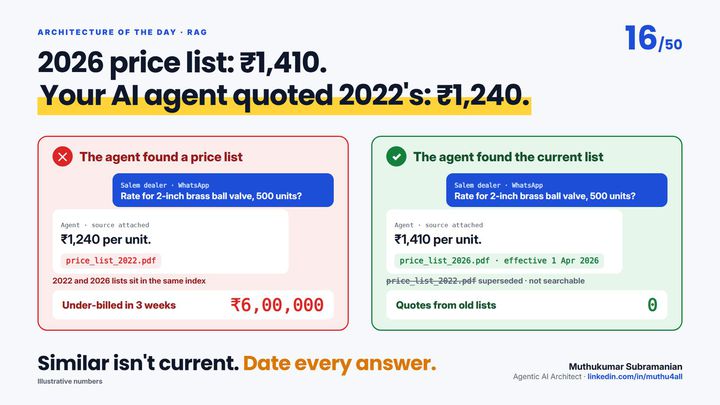 ARCHITECTURE OF THE DAY · RAG
16/50
2026 price list: ₹1,410.
Your AI agent quoted 2022's: ₹1,240.
The agent found a price list
Salem dealer · WhatsApp
Rate for 2-inch brass ball valve, 500 units?
Agent · source attached
₹1,240 per unit.
price_list_2022.pdf
2022 and 2026 lists sit in the same index
Under-billed in 3 weeks ₹6,00,000
The agent found the current list
Salem dealer · WhatsApp
Rate for 2-inch brass ball valve, 500 units?
Agent · source attached
₹1,410 per unit.
price_list_2026.pdf · effective 1 Apr 2026
price_list_2022.pdf superseded · not searchable
Quotes from old lists 0
Similar isn't current. Date every answer.
Illustrative numbers
Muthukumar Subramanian
Agentic AI Architect · linkedin.com/in/muthu4all